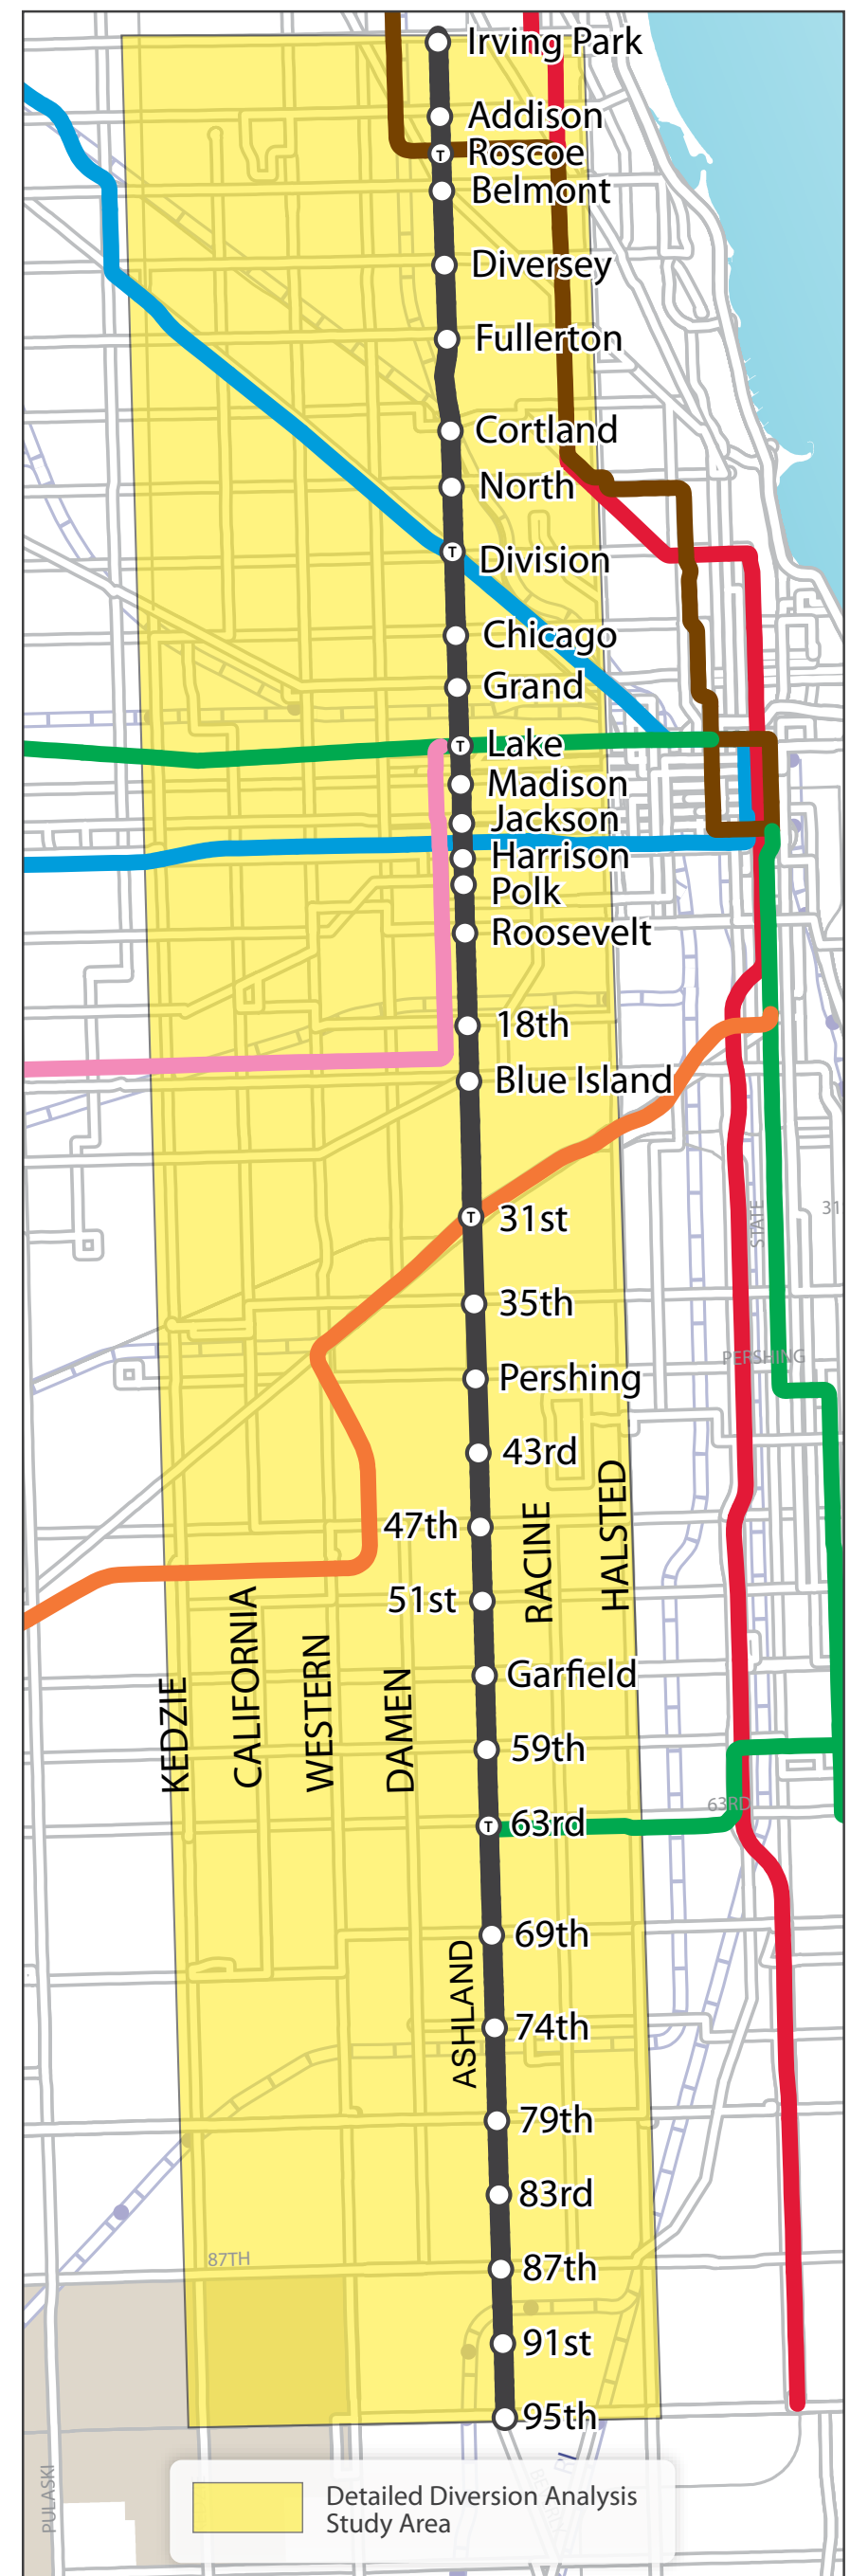 Irving Park
Addison
T
Roscoe
Belmont
Diversey
Fullerton
Cortland
North
T
Division
Chicago
Grand
T
Lake
Madison
Jackson
Harrison
Polk
Roosevelt
18th
Blue Island
STATE
31
T
31st
35th
PERSHING
Pershing
43rd
47th
RACINE
HALSTED
51st
KEDZIE
CALIFORNIA
WESTERN
DAMEN
Garfield
59th
63RD
T
63rd
69th
ASHLAND
74th
79th
83rd
87TH
87th
91st
95th
RI
PULASKI
Detailed Diversion Analysis
Study Area